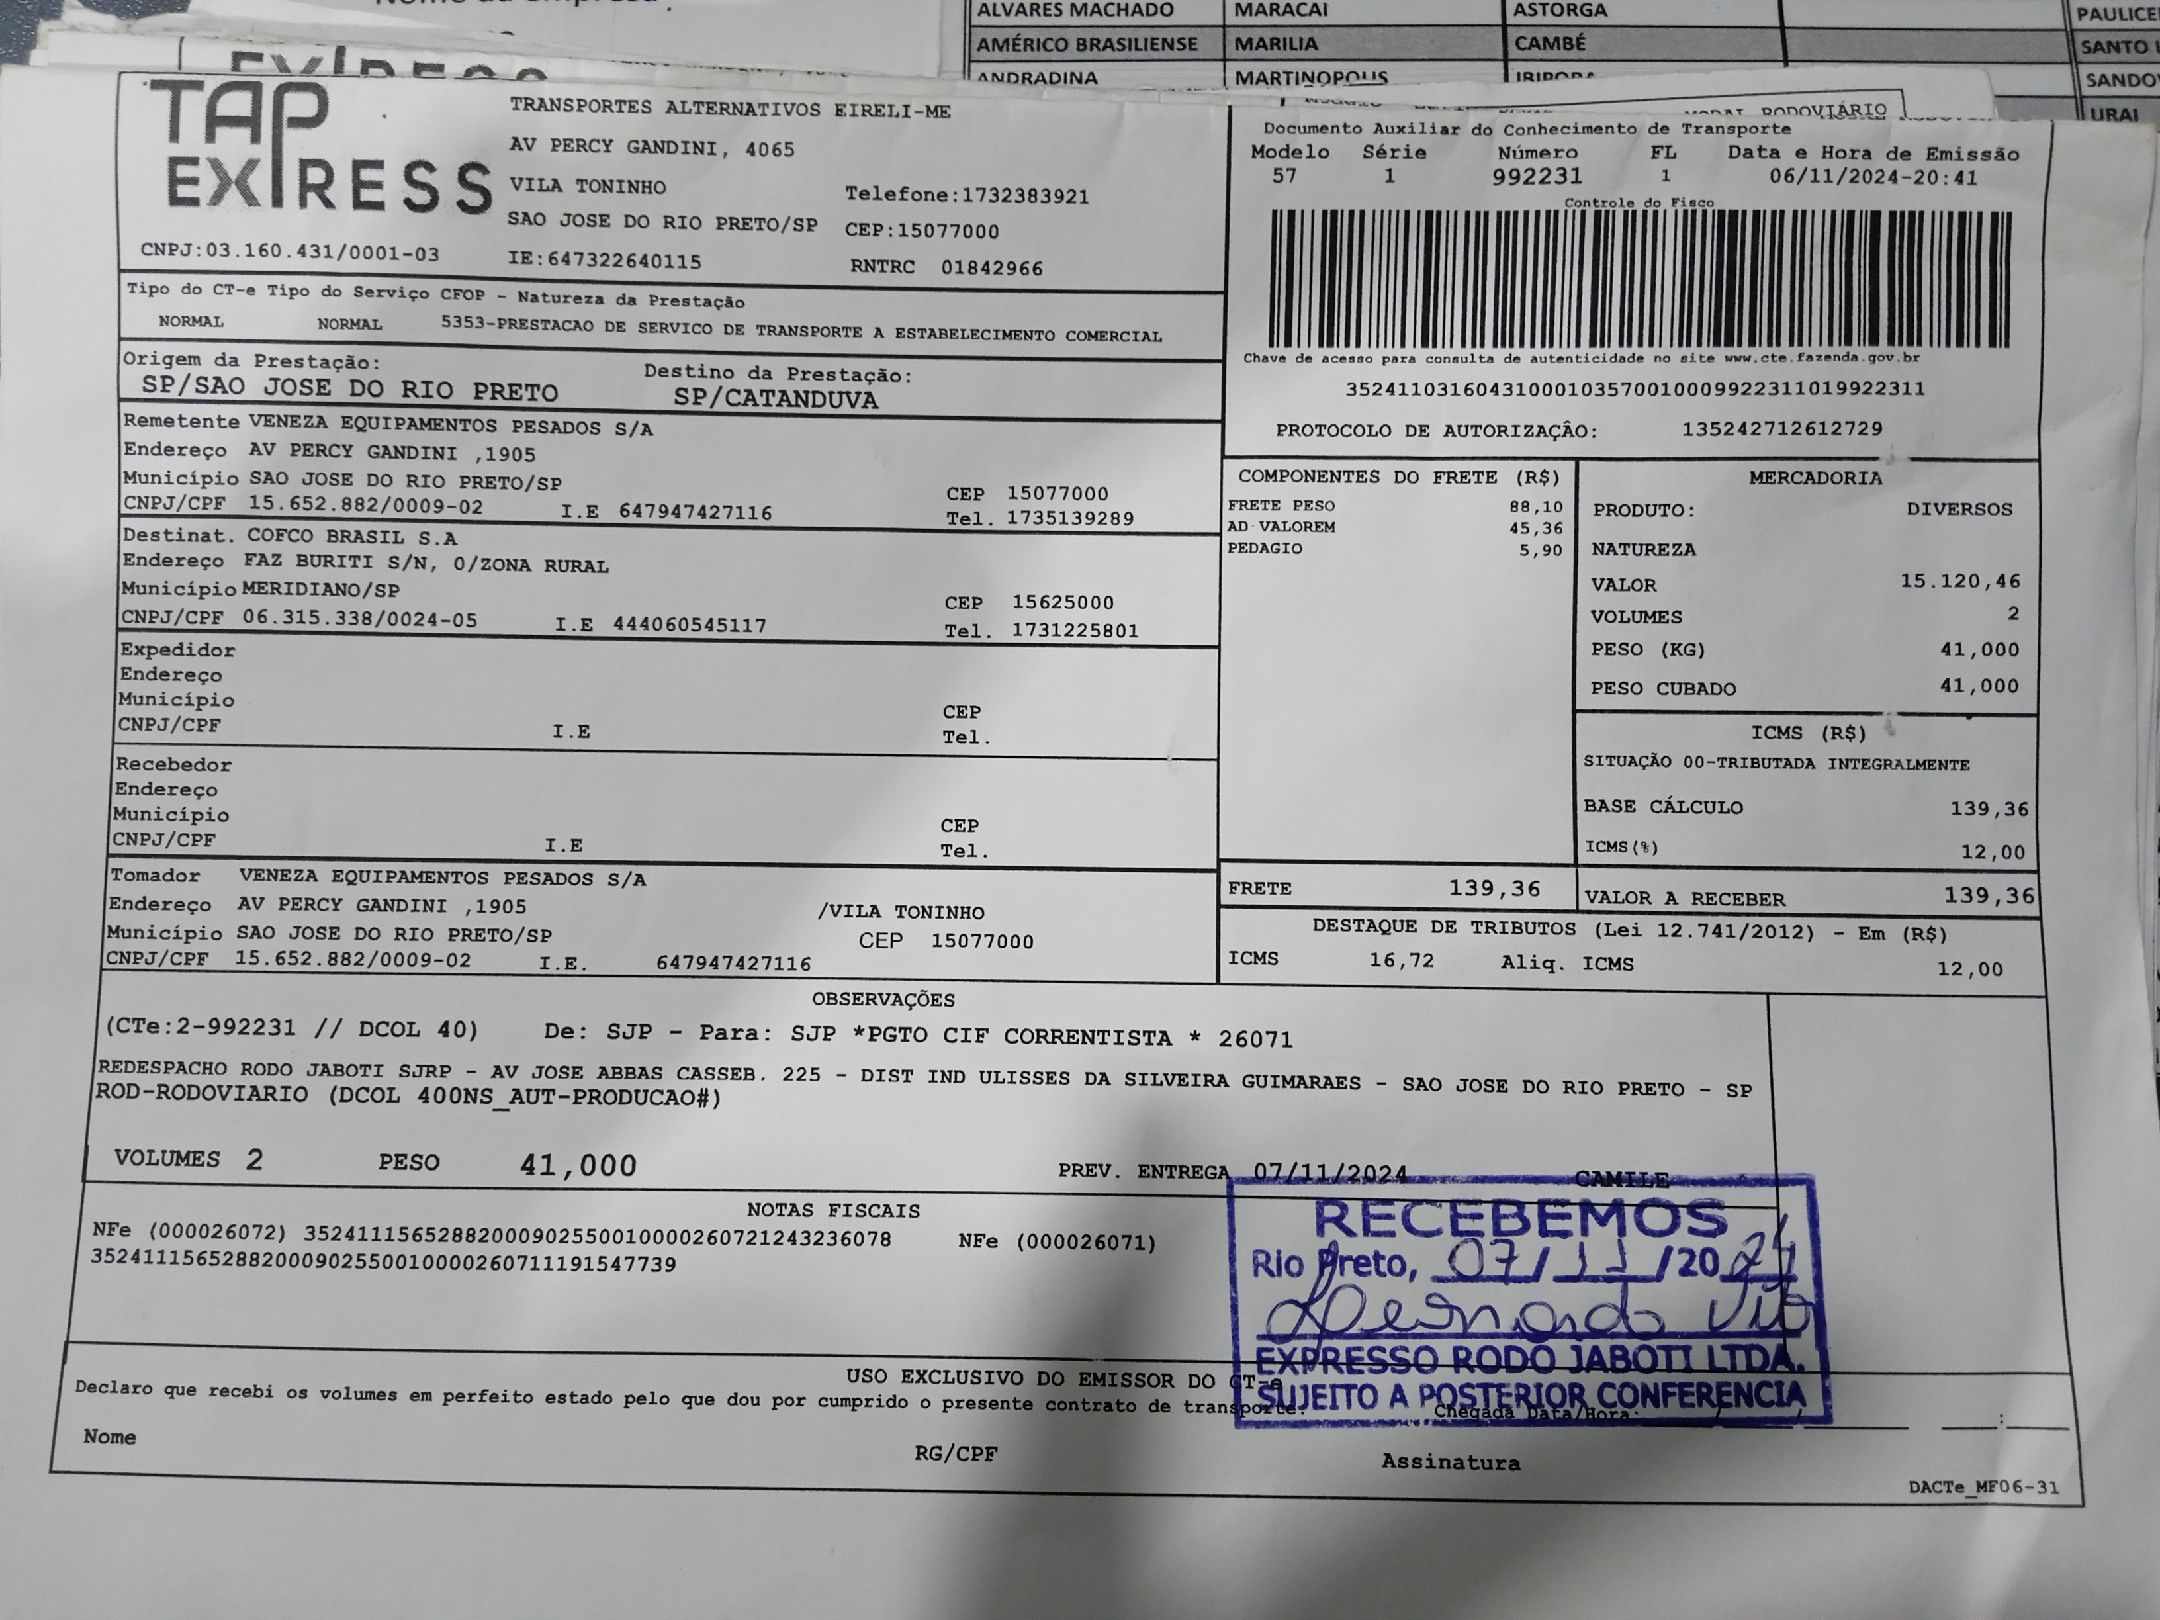 ALVARES MACHADO MARACAI ASTORGA
AMÉRICO BRASILIENSE MARILIA CAMBÉ SANTO
ANDRADINA MARTINOPOLIS
URAI
RODOVIÁRIO
TAP
EXPRESS
CNPJ:03.160.431/0001-03
TRANSPORTES ALTERNATIVOS EIRELI-ME
AV PERCY GANDINI, 4065
VILA TONINHO Telefone:1732383921
SAO JOSE DO RIO PRETO/SP CEP:15077000
IE:647322640115 RNTRC 01842966
Documento Auxiliar do Conhecimento de Transporte
Modelo Série Número FL Data e Hora de Emissão
57 1 992231 1 06/11/2024-20:41
Controle do Fisco
Chave de acesso para consulta de autenticidade no site www.cte.fazenda.gov.br
35241103160431000103570010009922311019922311
PROTOCOLO DE AUTORIZAÇÂO: 135242712612729
Tipo do CT-e Tipo do Serviço CFOP - Natureza da Prestação
NORMAL NORMAL 5353-PRESTACAO DE SERVICO DE TRANSPORTE A ESTABELECIMENTO COMERCIAL
Origem da Prestação: Destino da Prestação:
SP/SAO JOSE DO RIO PRETO SP/CATANDUVA
Remetente VENEZA EQUIPAMENTOS PESADOS S/A
Endereço AV PERCY GANDINI ,1905
Município SAO JOSE DO RIO PRETO/SP CEP 15077000
CNPJ/CPF 15.652.882/0009-02 I.E 647947427116 Tel. 1735139289
Destinat. COFCO BRASIL S.A
Endereço FAZ BURITI S/N, 0/ZONA RURAL
Município MERIDIANO/SP CEP 15625000
CNPJ/CPF 06.315.338/0024-05 I.E 444060545117 Tel. 1731225801
Expedidor
Endereço
Município CEP
CNPJ/CPF I.E Tel.
Recebedor
Endereço
Município CEP
CNPJ/CPF I.E Tel.
Tomador VENEZA EQUIPAMENTOS PESADOS S/A
Endereço AV PERCY GANDINI ,1905 /VILA TONINHO
Município SAO JOSE DO RIO PRETO/SP CEP 15077000
CNPJ/CPF 15.652.882/0009-02 I.E. 647947427116
COMPONENTES DO FRETE (R$)
FRETE PESO 88,10
AD VALOREM 45,36
PEDAGIO 5,90
MERCADORIA
PRODUTO: DIVERSOS
NATUREZA
VALOR 15.120,46
VOLUMES 2
PESO (KG) 41,000
PESO CUBADO 41,000
ICMS (R$)
SITUAÇÃO 00-TRIBUTADA INTEGRALMENTE
BASE CÁLCULO 139,36
ICMS(%) 12,00
FRETE 139,36 VALOR A RECEBER 139,36
DESTAQUE DE TRIBUTOS (Lei 12.741/2012) - Em (R$)
ICMS 16,72 Aliq. ICMS 12,00
OBSERVAÇÕES
(CTe:2-992231 // DCOL 40) De: SJP - Para: SJP *PGTO CIF CORRENTISTA * 26071
REDESPACHO RODO JABOTI SJRP - AV JOSE ABBAS CASSEB. 225 - DIST IND ULISSES DA SILVEIRA GUIMARAES - SAO JOSE DO RIO PRETO - SP
ROD-RODOVIARIO (DCOL 400NS_AUT-PRODUCAO#)
VOLUMES 2 PESO 41,000 PREV. ENTREGA 07/11/2024 CAMILE
NOTAS FISCAIS
NFe (000026072) 35241115652882000902550010000260721243236078 NFe (000026071)
35241115652882000902550010000260711191547739
RECEBEMOS
Rio Preto, 07/11/2024
EXPRESSO RODO JABOTI LTDA.
SUJEITO A POSTERIOR CONFERENCIA
USO EXCLUSIVO DO EMISSOR DO CT-e
Declaro que recebi os volumes em perfeito estado pelo que dou por cumprido o presente contrato de transporte.
Chegada Data/Hora:
Nome RG/CPF Assinatura
DACTe_MF06-31